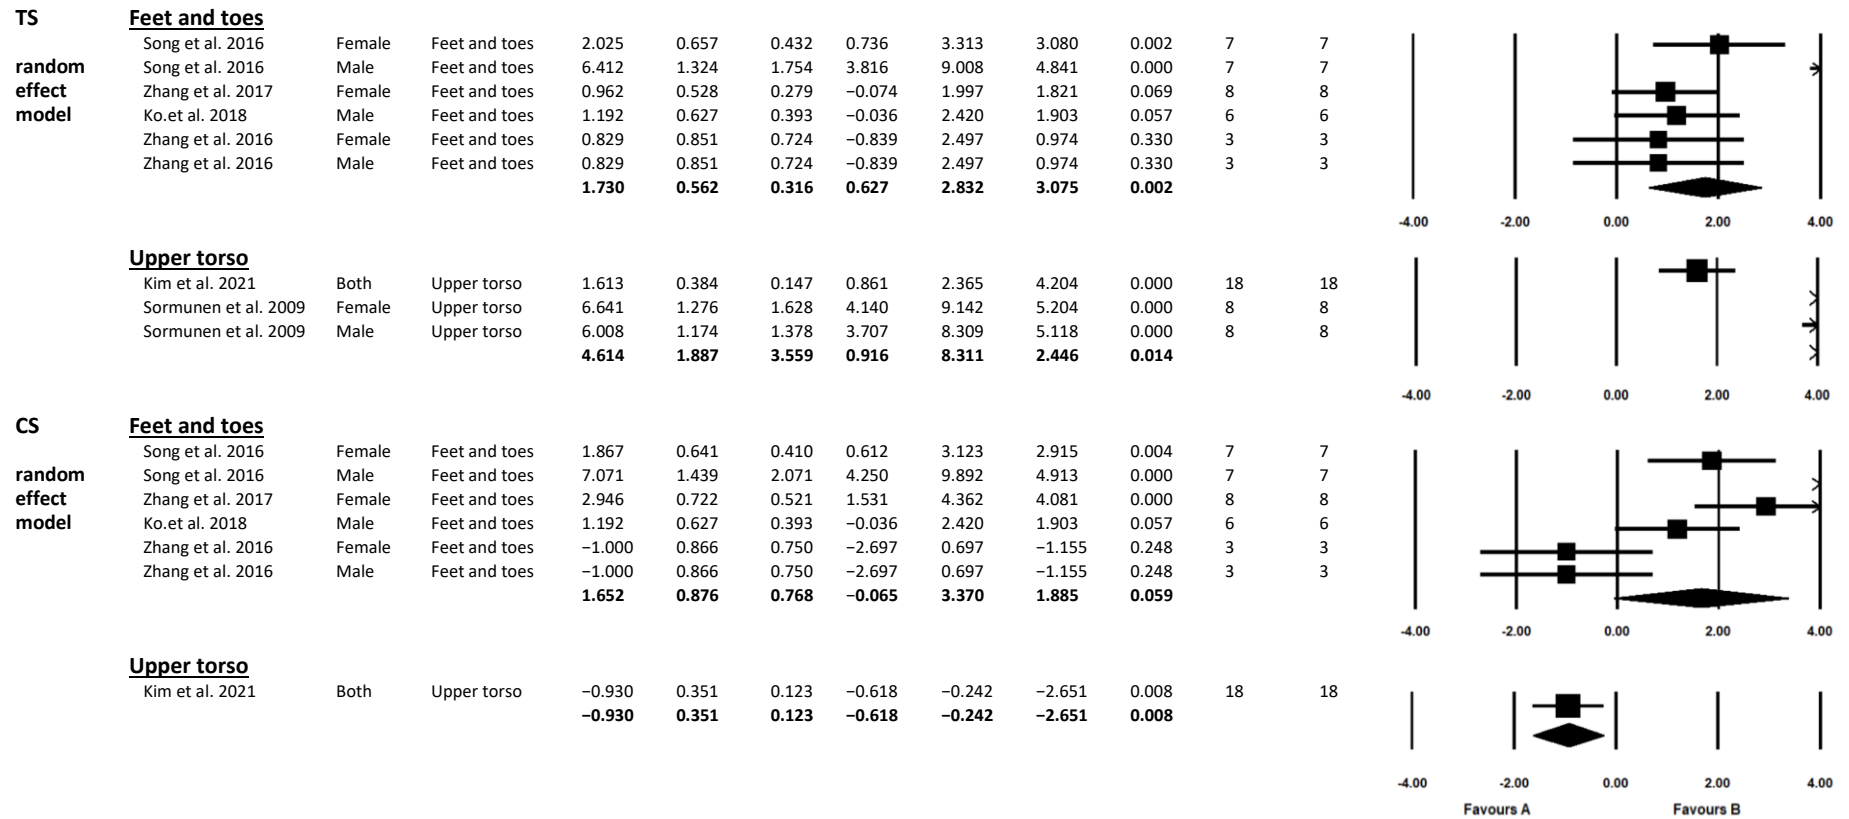 TS Feet and toes
Song et al. 2016 Female Feet and toes 2.025 0.657 0.432 0.736 3.313 3.080 0.002 7 7
random Song et al. 2016 Male Feet and toes 6.412 1.324 1.754 3.816 9.008 4.841 0.000 7 7
effect Zhang et al. 2017 Female Feet and toes 0.962 0.528 0.279 −0.074 1.997 1.821 0.069 8 8
model Ko.et al. 2018 Male Feet and toes 1.192 0.627 0.393 −0.036 2.420 1.903 0.057 6 6
Zhang et al. 2016 Female Feet and toes 0.829 0.851 0.724 −0.839 2.497 0.974 0.330 3 3
Zhang et al. 2016 Male Feet and toes 0.829 0.851 0.724 −0.839 2.497 0.974 0.330 3 3
1.730 0.562 0.316 0.627 2.832 3.075 0.002
-4.00 -2.00 0.00 2.00 4.00
Upper torso
Kim et al. 2021 Both Upper torso 1.613 0.384 0.147 0.861 2.365 4.204 0.000 18 18
Sormunen et al. 2009 Female Upper torso 6.641 1.276 1.628 4.140 9.142 5.204 0.000 8 8
Sormunen et al. 2009 Male Upper torso 6.008 1.174 1.378 3.707 8.309 5.118 0.000 8 8
4.614 1.887 3.559 0.916 8.311 2.446 0.014
-4.00 -2.00 0.00 2.00 4.00
CS Feet and toes
Song et al. 2016 Female Feet and toes 1.867 0.641 0.410 0.612 3.123 2.915 0.004 7 7
random Song et al. 2016 Male Feet and toes 7.071 1.439 2.071 4.250 9.892 4.913 0.000 7 7
effect Zhang et al. 2017 Female Feet and toes 2.946 0.722 0.521 1.531 4.362 4.081 0.000 8 8
model Ko.et al. 2018 Male Feet and toes 1.192 0.627 0.393 −0.036 2.420 1.903 0.057 6 6
Zhang et al. 2016 Female Feet and toes −1.000 0.866 0.750 −2.697 0.697 −1.155 0.248 3 3
Zhang et al. 2016 Male Feet and toes −1.000 0.866 0.750 −2.697 0.697 −1.155 0.248 3 3
1.652 0.876 0.768 −0.065 3.370 1.885 0.059
-4.00 -2.00 0.00 2.00 4.00
Upper torso
Kim et al. 2021 Both Upper torso −0.930 0.351 0.123 −0.618 −0.242 −2.651 0.008 18 18
−0.930 0.351 0.123 −0.618 −0.242 −2.651 0.008
-4.00 -2.00 0.00 2.00 4.00
Favours A Favours B